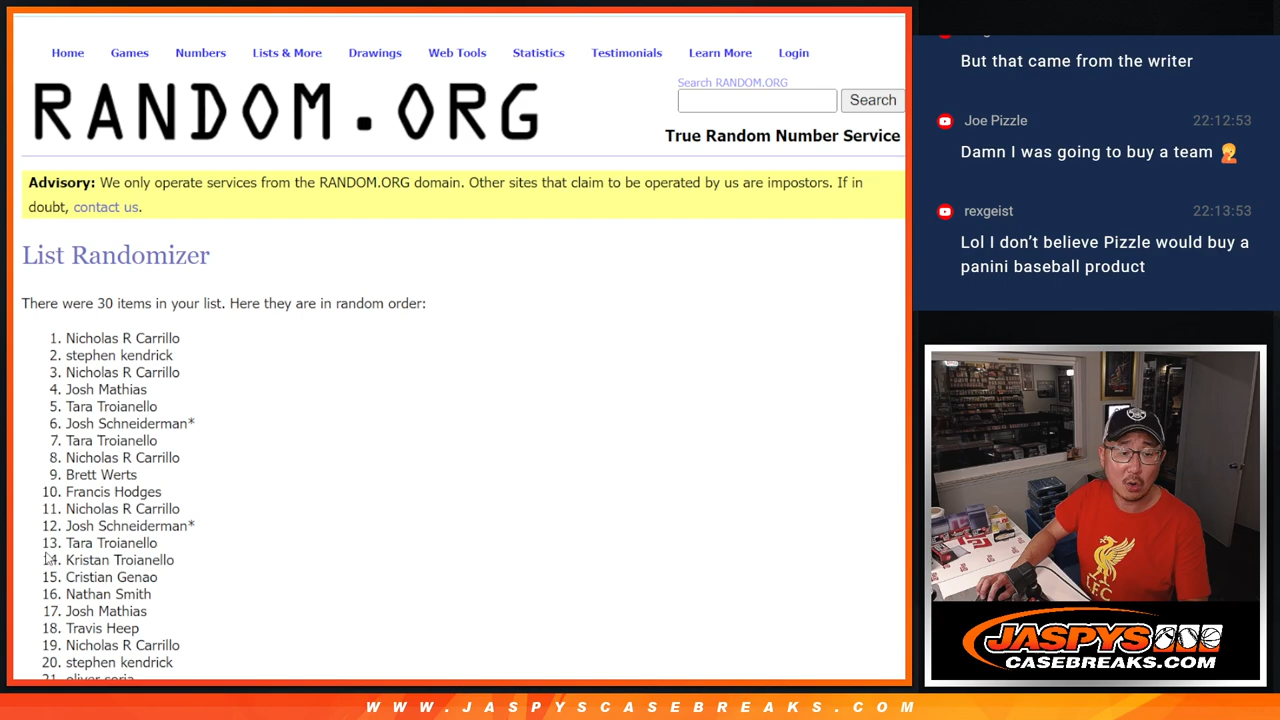 Home Games Numbers Lists & More Drawings Web Tools Statistics Testimonials Learn More Login
Search RANDOM.ORG
RANDOM.ORG
Search
True Random Number Service
Advisory: We only operate services from the RANDOM.ORG domain. Other sites that claim to be operated by us are impostors. If in
doubt, contact us.
List Randomizer
There were 30 items in your list. Here they are in random order:
1. Nicholas R Carrillo
2. stephen kendrick
3. Nicholas R Carrillo
4. Josh Mathias
5. Tara Troianello
6. Josh Schneiderman*
7. Tara Troianello
8. Nicholas R Carrillo
9. Brett Werts
10. Francis Hodges
11. Nicholas R Carrillo
12. Josh Schneiderman*
13. Tara Troianello
14. Kristan Troianello
15. Cristian Genao
16. Nathan Smith
17. Josh Mathias
18. Travis Heep
19. Nicholas R Carrillo
20. stephen kendrick
21. oliver soria
But that came from the writer
Joe Pizzle 22:12:53
Damn I was going to buy a team 🤦
rexgeist 22:13:53
Lol I don’t believe Pizzle would buy a
panini baseball product
L.F.C.
JASPYS
CASEBREAKS.COM
WWW.JASPYSCASEBREAKS.COM